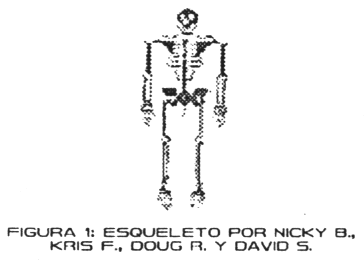 FIGURA 1: ESQUELETO POR NICKY B.,
KRIS F., DOUG R. Y DAVID S.